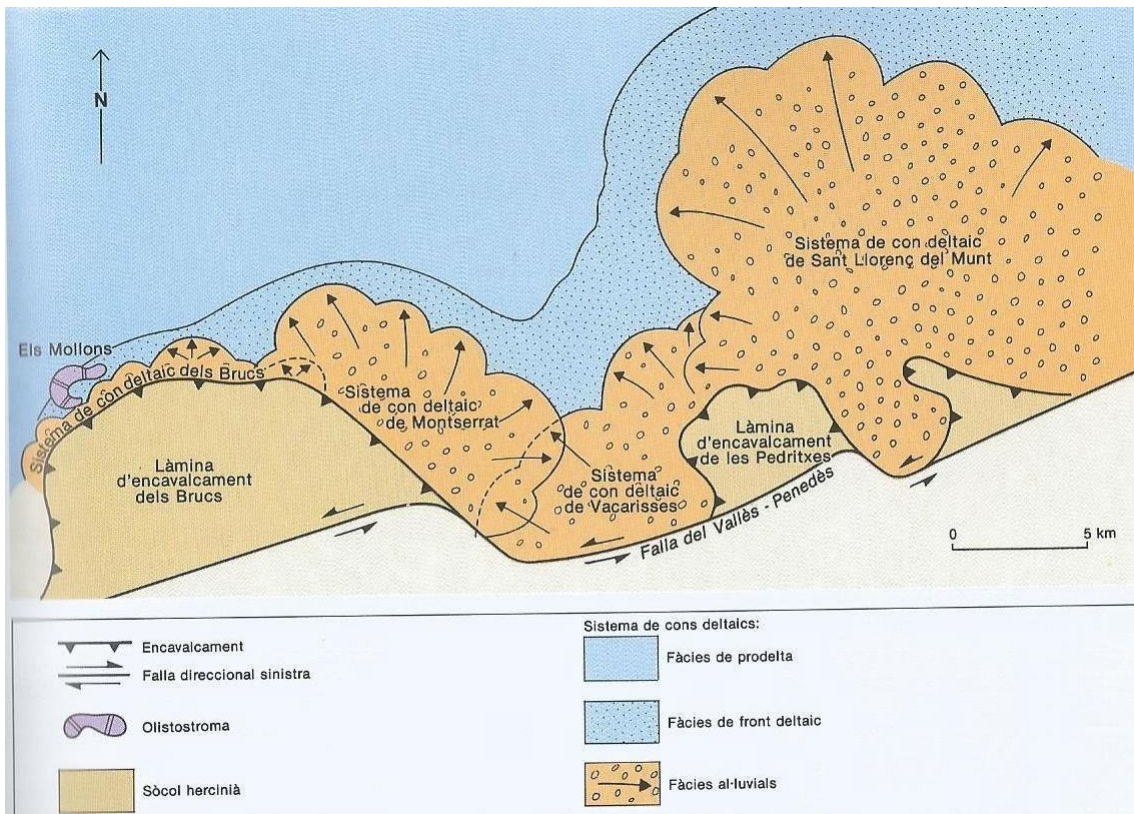 N
Sistema de con deltaic
de Sant Llorenç del Munt
Els Mollons
Sistema de con deltaic dels Brucs
Sistema
de con deltaic
de Montserrat
Làmina
d'encavalcament
dels Brucs
Làmina
d'encavalcament
de les Pedritxes
Sistema
de con deltaic
de Vacarisses
Falla del Vallès - Penedès
0 5 km
Encavalcament
Falla direccional sinistra
Olistostroma
Sòcol hercinià
Sistema de cons deltaics:
Fàcies de prodelta
Fàcies de front deltaic
Fàcies al·luvials